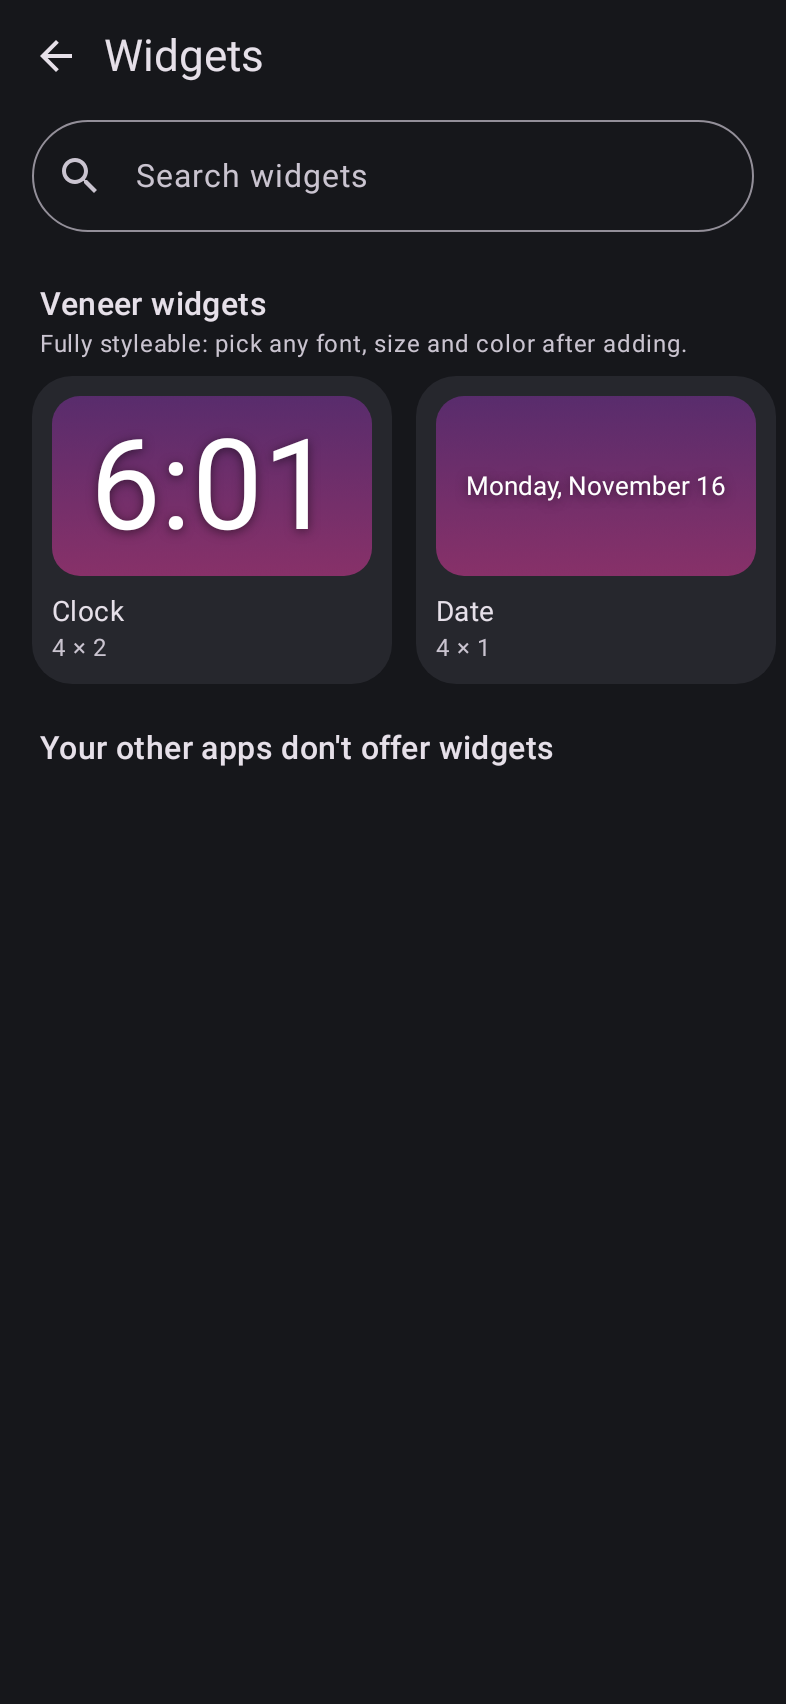 Widgets
Search widgets
Veneer widgets
Fully styleable: pick any font, size and color after adding.
6:01
Monday, November 16
Clock
4 × 2
Date
4 × 1
Your other apps don't offer widgets